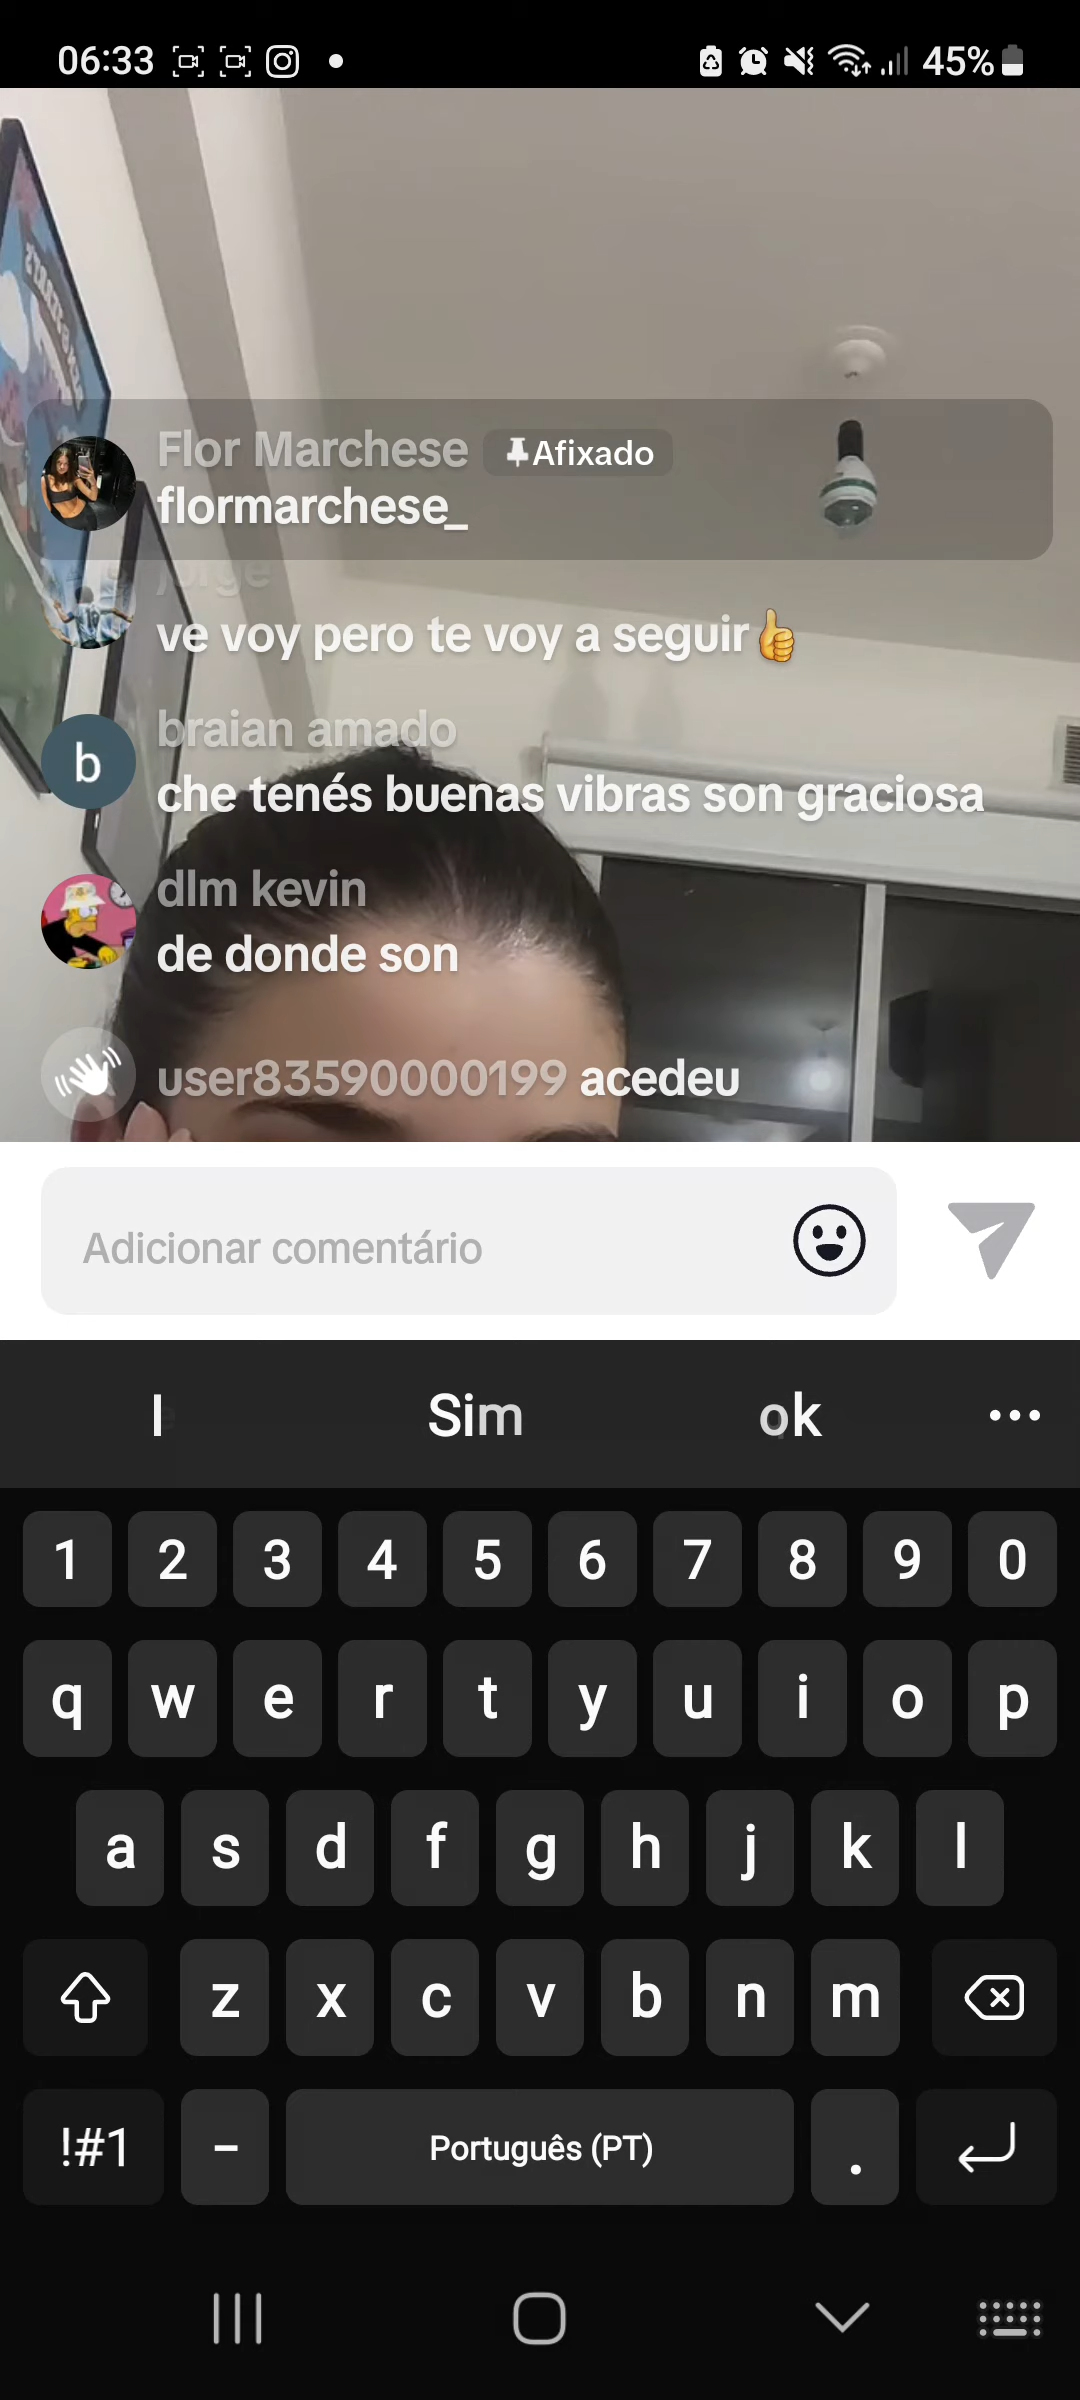 06:33
45%
Flor Marchese Afixado
flormarchese_
jorge
ve voy pero te voy a seguir👍
braian amado
b
che tenés buenas vibras son graciosa
dlm kevin
de donde son
user83590000199 acedeu
Adicionar comentário
I Sim ok
1 2 3 4 5 6 7 8 9 0
q w e r t y u i o p
a s d f g h j k l
z x c v b n m
!#1 - Português (PT) .